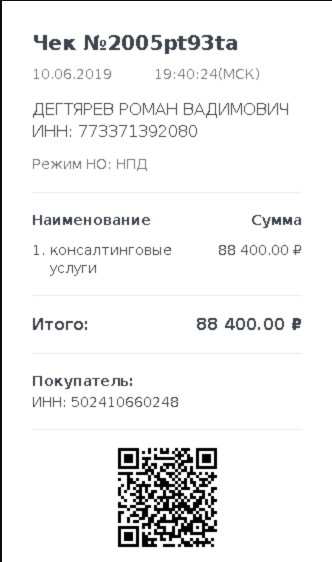 Чек №2005pt93ta
10.06.2019 19:40:24(МСК)
ДЕГТЯРЕВ РОМАН ВАДИМОВИЧ
ИНН: 773371392080
Режим НО: НПД
Наименование Сумма
1. консалтинговые 88 400.00 ₽
услуги
Итого: 88 400.00 ₽
Покупатель:
ИНН: 502410660248